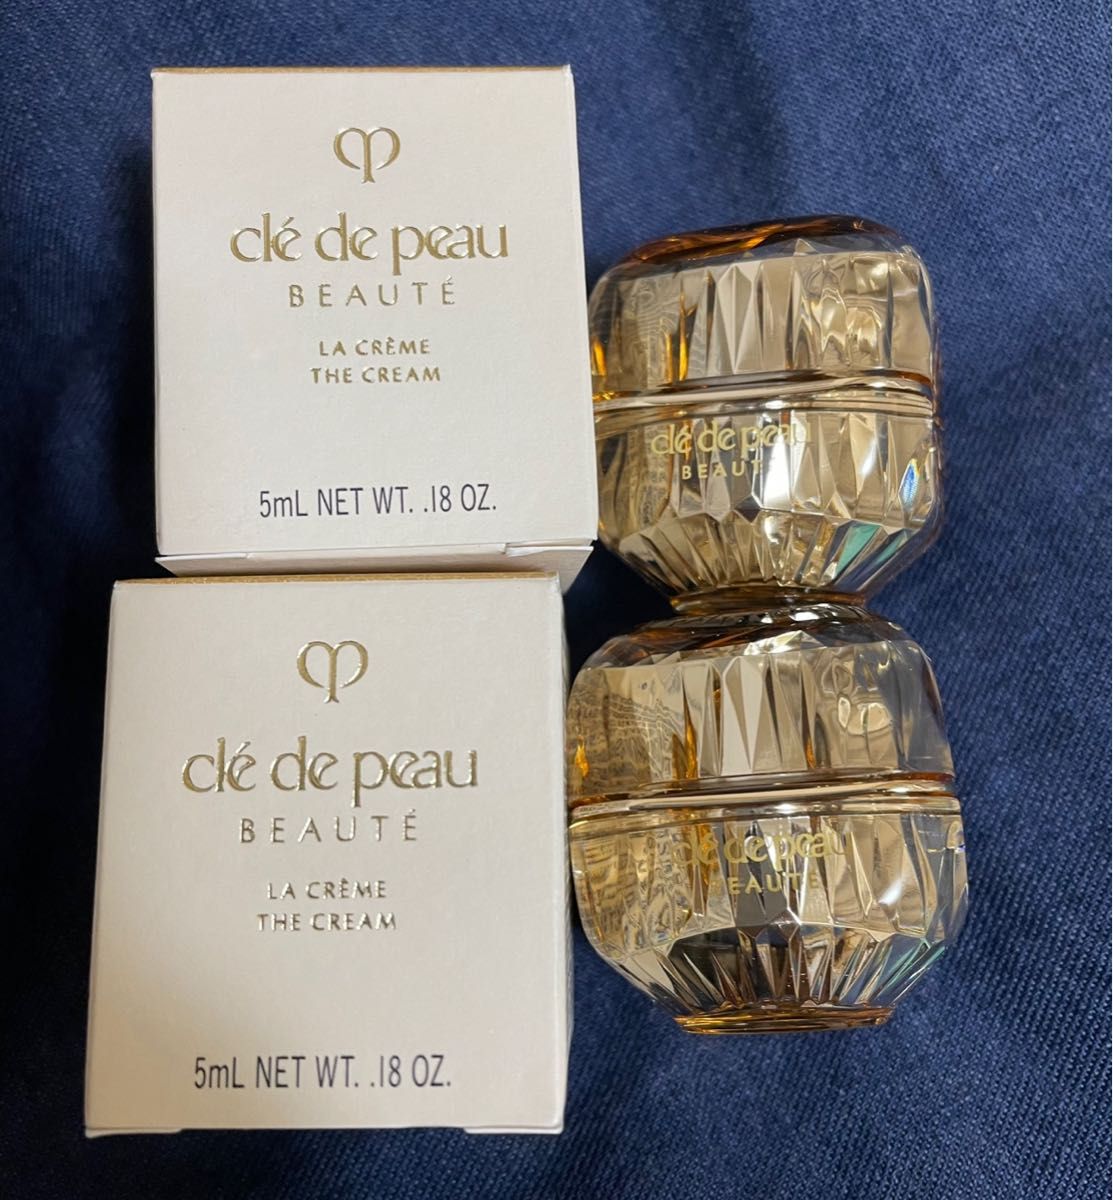 clé de peau
BEAUTÉ
LA CRÈME
THE CREAM
5mL NET WT. .18 OZ.
clé de peau
BEAUTÉ
clé de peau
BEAUTÉ
LA CRÈME
THE CREAM
5mL NET WT. .18 OZ.
clé de peau
BEAUTÉ